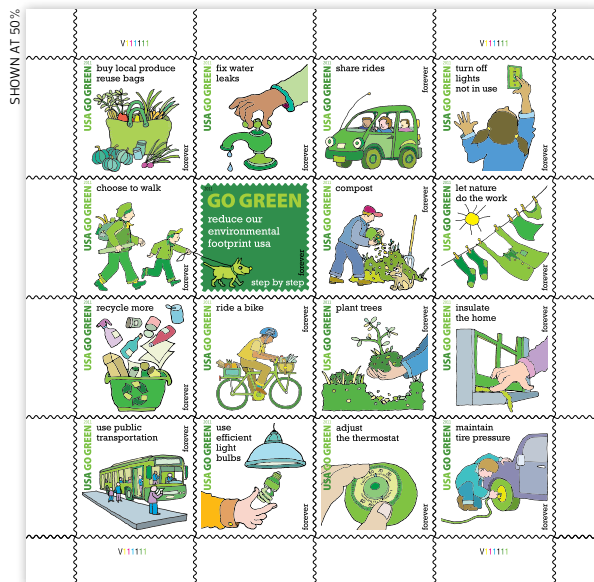 SHOWN AT 50%
V111111
V111111
buy local produce
reuse bags
USA GO GREEN
forever
fix water
leaks
USA GO GREEN
forever
share rides
USA GO GREEN
forever
turn off
lights
not in use
USA GO GREEN
forever
choose to walk
USA GO GREEN
forever
GO GREEN
reduce our
environmental
footprint usa
forever
step by step
compost
USA GO GREEN
forever
let nature
do the work
USA GO GREEN
forever
recycle more
USA GO GREEN
forever
ride a bike
USA GO GREEN
forever
plant trees
USA GO GREEN
forever
insulate
the home
USA GO GREEN
forever
use public
transportation
USA GO GREEN
forever
use
efficient
light
bulbs
USA GO GREEN
forever
adjust
the thermostat
USA GO GREEN
forever
maintain
tire pressure
USA GO GREEN
forever
V111111
V111111